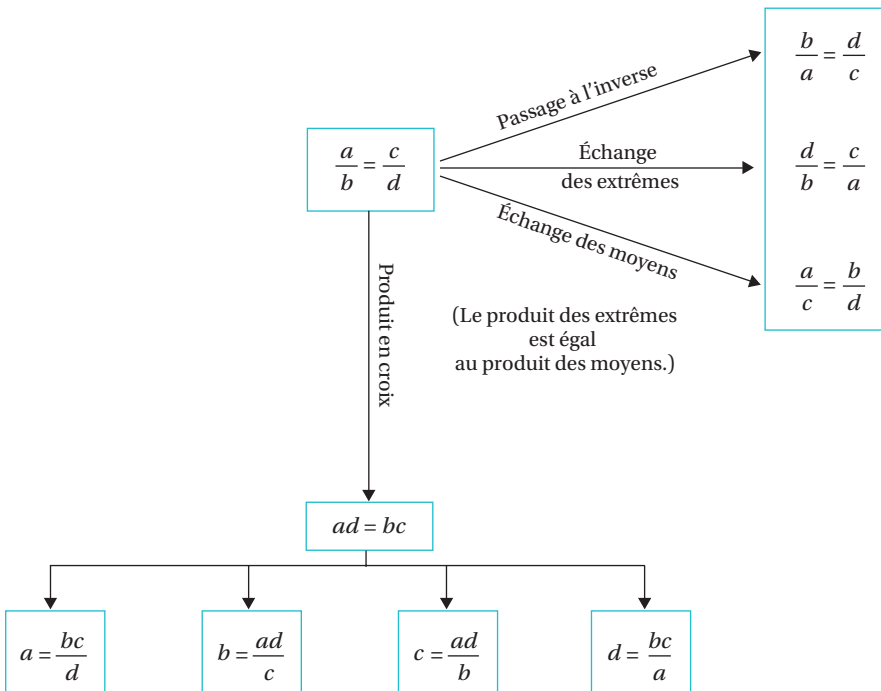 b/a = d/c
Passage à l'inverse
a/b = c/d
Échange
des extrêmes
d/b = c/a
Échange des moyens
a/c = b/d
Produit en croix
(Le produit des extrêmes
est égal
au produit des moyens.)
ad = bc
a = bc/d
b = ad/c
c = ad/b
d = bc/a